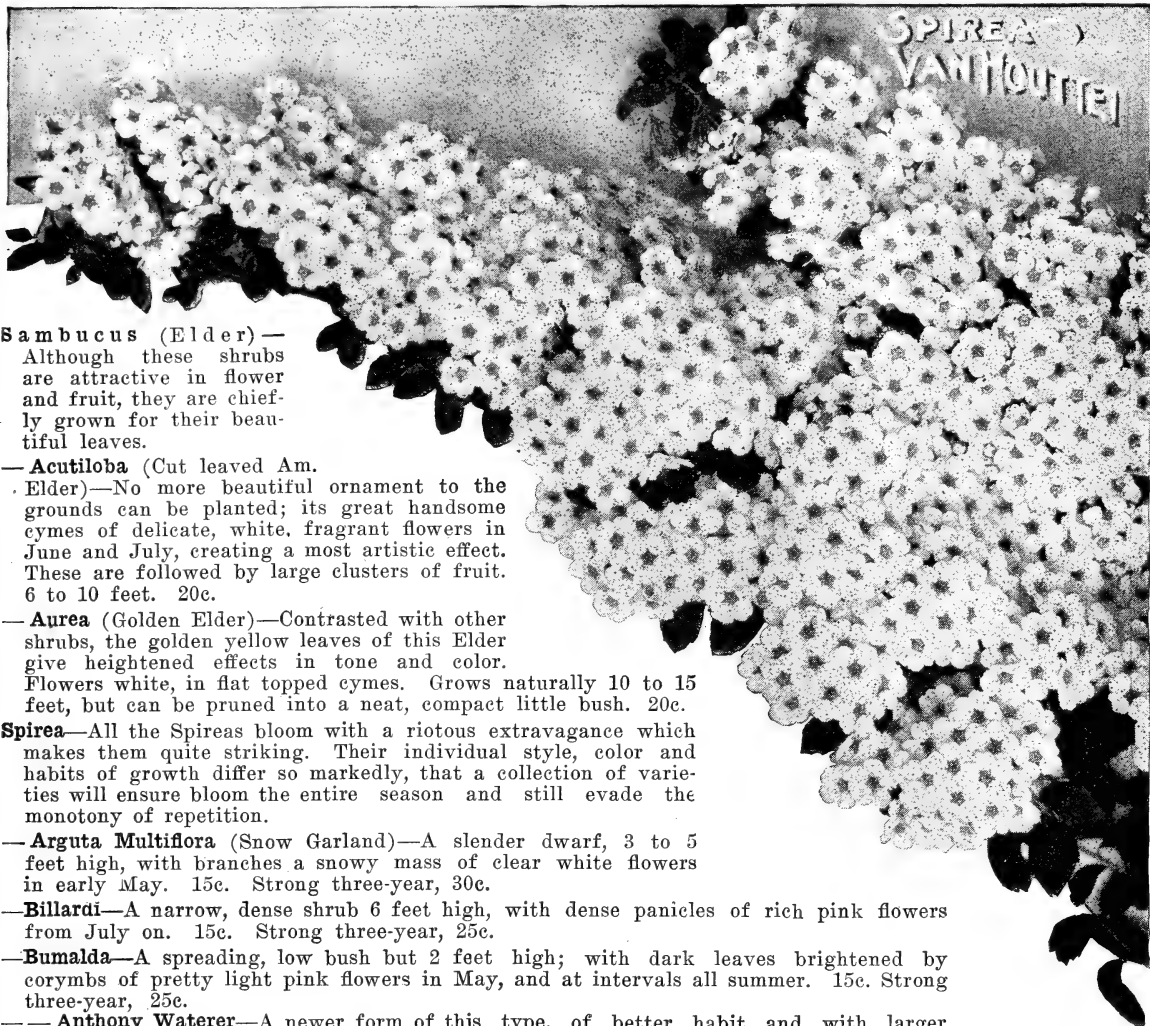 SPIREA
VAN HOUTTEI
Sambucus (Elder)—
Although these shrubs
are attractive in flower
and fruit, they are chief-
ly grown for their beau-
tiful leaves.
— Acutiloba (Cut leaved Am.
Elder)—No more beautiful ornament to the
grounds can be planted; its great handsome
cymes of delicate, white, fragrant flowers in
June and July, creating a most artistic effect.
These are followed by large clusters of fruit.
6 to 10 feet. 20c.
— Aurea (Golden Elder)—Contrasted with other
shrubs, the golden yellow leaves of this Elder
give heightened effects in tone and color.
Flowers white, in flat topped cymes. Grows naturally 10 to 15
feet, but can be pruned into a neat, compact little bush. 20c.
Spirea—All the Spireas bloom with a riotous extravagance which
makes them quite striking. Their individual style, color and
habits of growth differ so markedly, that a collection of varie-
ties will ensure bloom the entire season and still evade the
monotony of repetition.
— Arguta Multiflora (Snow Garland)—A slender dwarf, 3 to 5
feet high, with branches a snowy mass of clear white flowers
in early May. 15c. Strong three-year, 30c.
—Billardi—A narrow, dense shrub 6 feet high, with dense panicles of rich pink flowers
from July on. 15c. Strong three-year, 25c.
—Bumalda—A spreading, low bush but 2 feet high; with dark leaves brightened by
corymbs of pretty light pink flowers in May, and at intervals all summer. 15c. Strong
three-year, 25c.
— — Anthony Waterer—A newer form of this type, of better habit and with larger